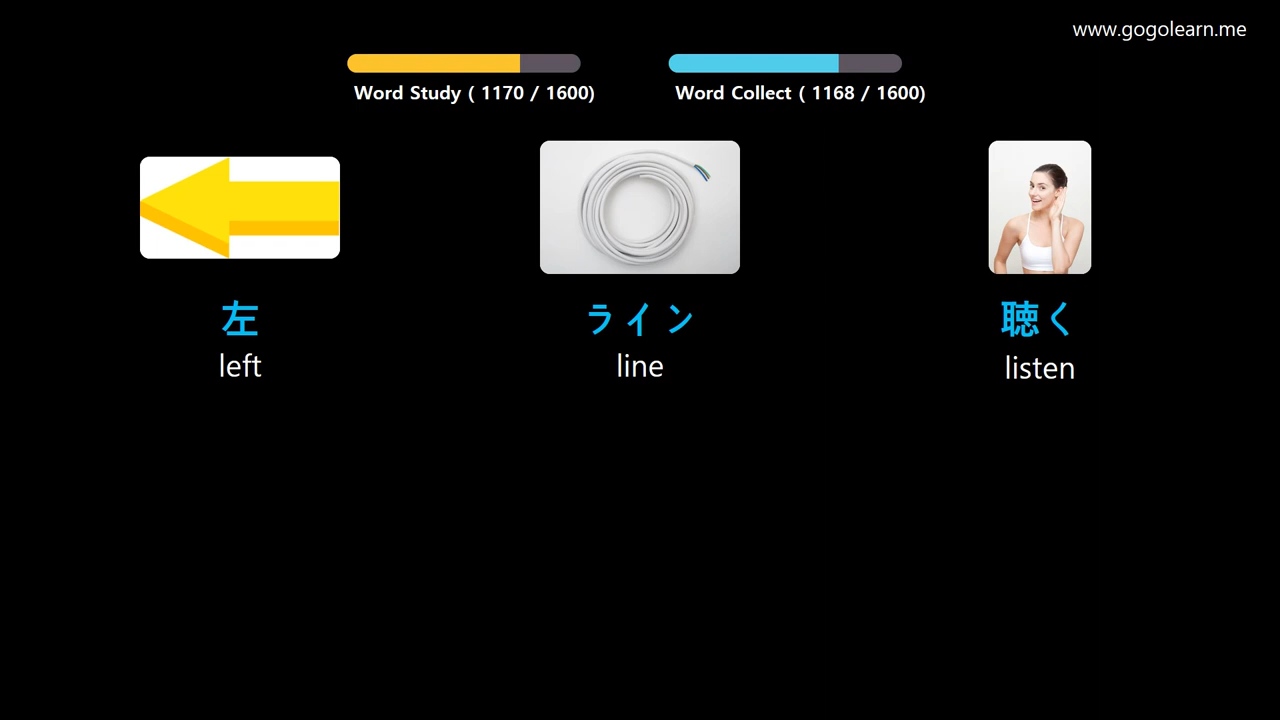 www.gogolearn.me
Word Study ( 1170 / 1600)
Word Collect ( 1168 / 1600)
左
left
ライン
line
聴く
listen